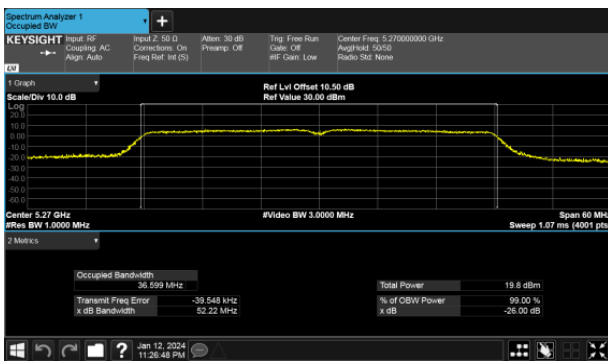 Spectrum Analyzer 1
Occupied BW
KEYSIGHT
Input: RF
Coupling: AC
Align: Auto
Input Z: 50 Ω
Corrections: On
Freq Ref: Int (S)
Atten: 30 dB
Preamp: Off
Trig: Free Run
Gate: Off
#IF Gain: Low
Center Freq: 5.270000000 GHz
Avg|Hold: 50/50
Radio Std: None
LXI
1 Graph
Scale/Div 10.0 dB
Ref Lvl Offset 10.50 dB
Ref Value 30.00 dBm
Log
20.0
10.0
0.00
-10.0
-20.0
-30.0
-40.0
-50.0
-60.0
Center 5.27 GHz
#Res BW 1.0000 MHz
#Video BW 3.0000 MHz
Span 60 MHz
Sweep 1.07 ms (4001 pts
2 Metrics
Occupied Bandwidth
36.599 MHz
Transmit Freq Error -39.548 kHz
x dB Bandwidth 52.22 MHz
Total Power 19.8 dBm
% of OBW Power 99.00 %
x dB -26.00 dB
?
Jan 12, 2024
11:26:48 PM